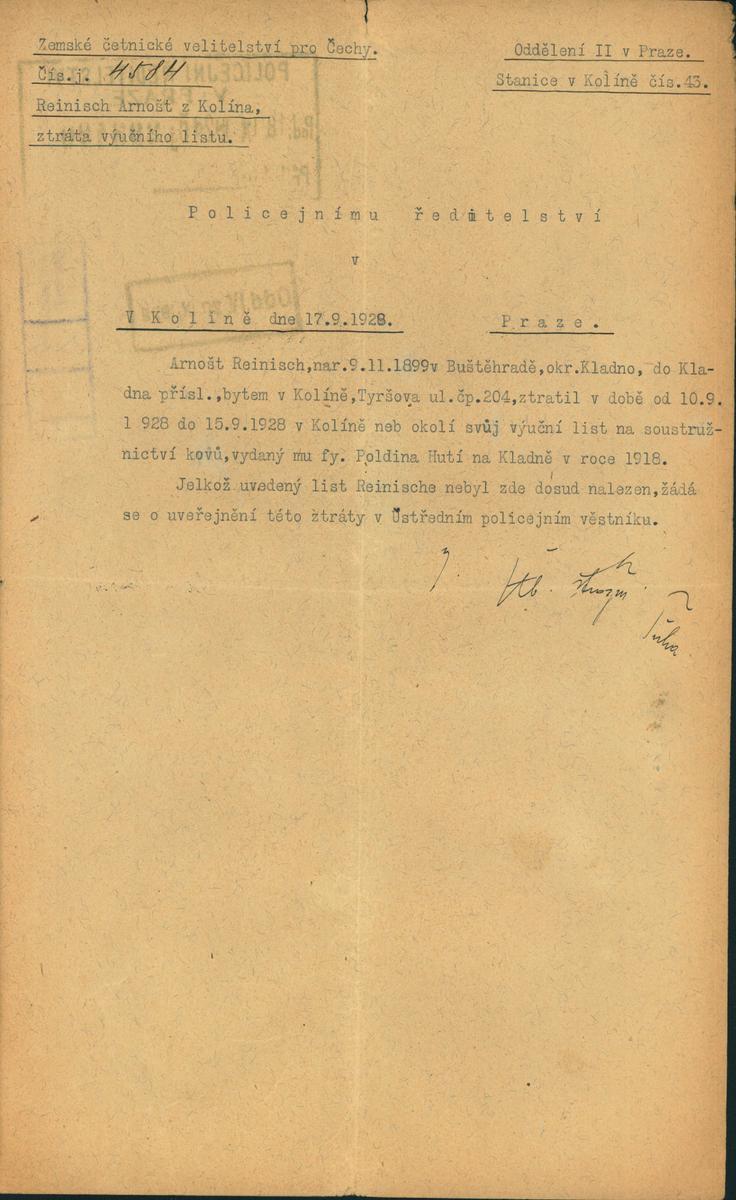 Zemské četnické velitelství pro Čechy.
Oddělení II v Praze.
Čís.j. 4584
Stanice v Kolíně čís.43.
Reinisch Arnošt z Kolína,
ztráta výučního listu.
Policejnímu ředitelství
v
V Kolíně dne 17.9.1928.
Praze.
Arnošt Reinisch,nar.9.11.1899v Buštěhradě,okr.Kladno, do Kla-
dna přísl.,bytem v Kolíně,Tyršova ul.čp.204,ztratil v době od 10.9.
1 928 do 15.9.1928 v Kolíně neb okolí svůj výuční list na soustruž-
nictví kovů,vydaný mu fy. Poldina Hutí na Kladně v roce 1918.
Jelkož uvedený list Reinische nebyl zde dosud nalezen,žádá
se o uveřejnění této ztráty v Ústředním policejním věstníku.